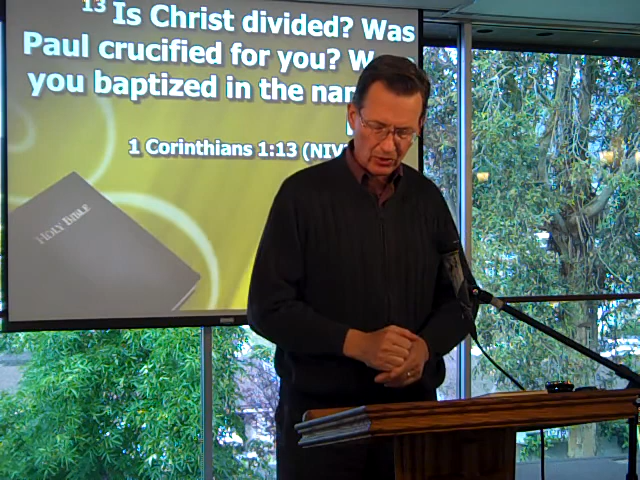 13 Is Christ divided? Was
Paul crucified for you?
you baptized in the
1 Corinthians 1:13 (NIV
HOLY BIBLE